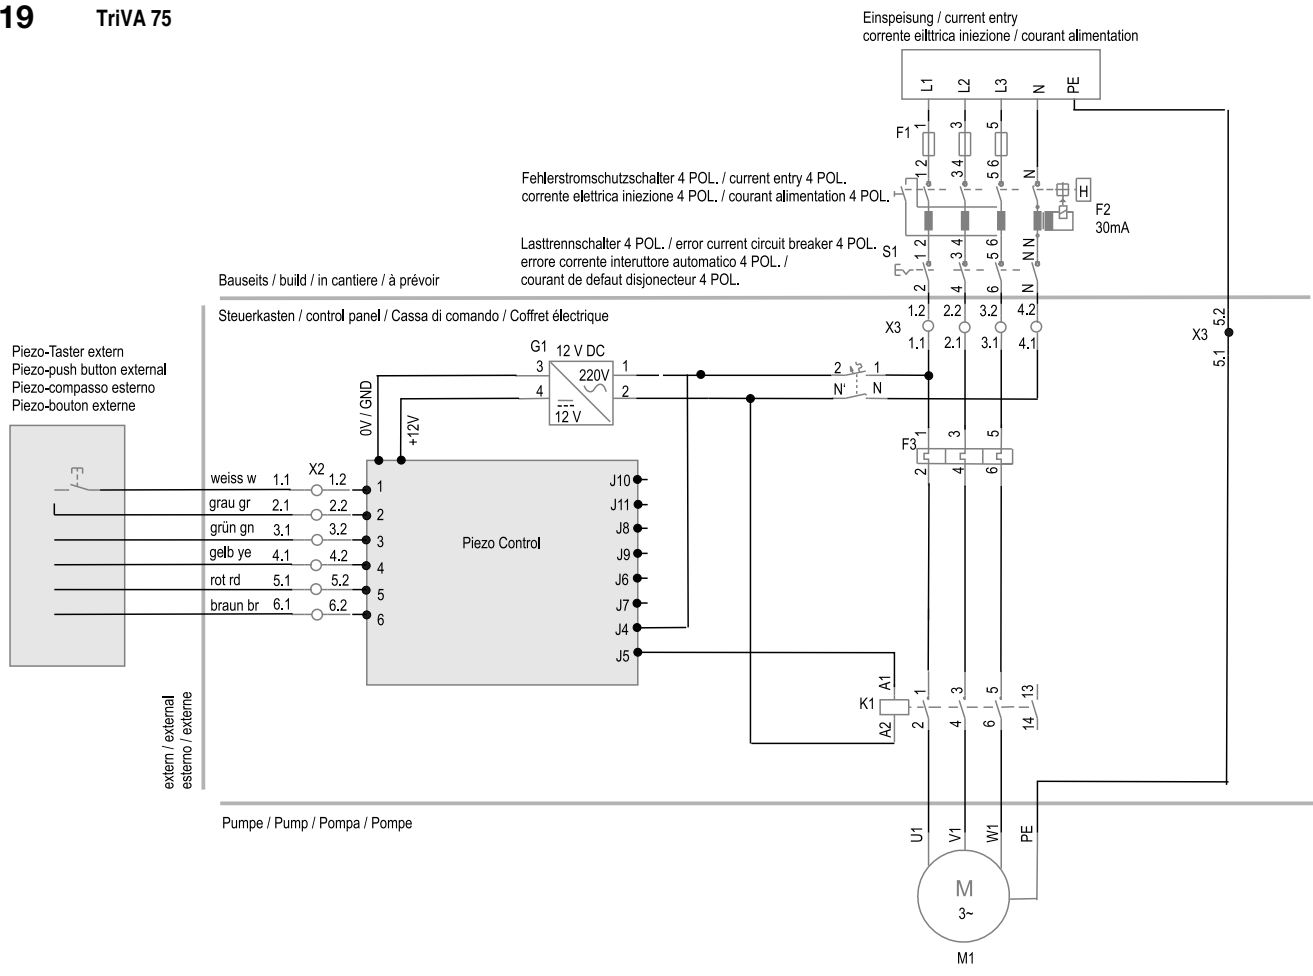 19 TriVA 75
Einspeisung / current entry
corrente eilttrica iniezione / courant alimentation
L1 L2 L3 N PE
F1 1 3 5
2 4 6
Fehlerstromschutzschalter 4 POL. / current entry 4 POL.
corrente elettrica iniezione 4 POL. / courant alimentation 4 POL.
1 3 5 N
H
F2
30mA
2 4 6 N
Lasttrennschalter 4 POL. / error current circuit breaker 4 POL.
errore corrente interuttore automatico 4 POL. /
courant de defaut disjonecteur 4 POL.
S1 1 3 5 N
2 4 6 N
Bauseits / build / in cantiere / à prévoir
Steuerkasten / control panel / Cassa di comando / Coffret électrique
1.2 2.2 3.2 4.2 5.2
X3 X3
1.1 2.1 3.1 4.1 5.1
Piezo-Taster extern
Piezo-push button external
Piezo-compasso esterno
Piezo-bouton externe
G1 12 V DC
3 220V 1
4 12 V 2
2 1
N' N
0V / GND
+12V
F3 1 3 5
2 4 6
X2
weiss w 1.1 1.2 1
grau gr 2.1 2.2 2
grün gn 3.1 3.2 3
gelb ye 4.1 4.2 4
rot rd 5.1 5.2 5
braun br 6.1 6.2 6
Piezo Control
J10
J11
J8
J9
J6
J7
J4
J5
K1 A1 1 3 5 13
A2 2 4 6 14
extern / external
esterno / externe
Pumpe / Pump / Pompa / Pompe
U1 V1 W1 PE
M
3~
M1